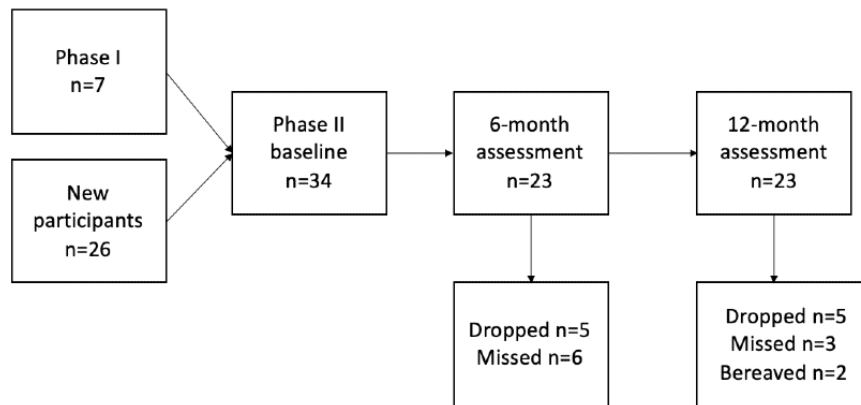 Phase I
n=7
New
participants
n=26
Phase II
baseline
n=34
6-month
assessment
n=23
12-month
assessment
n=23
Dropped n=5
Missed n=6
Dropped n=5
Missed n=3
Bereaved n=2